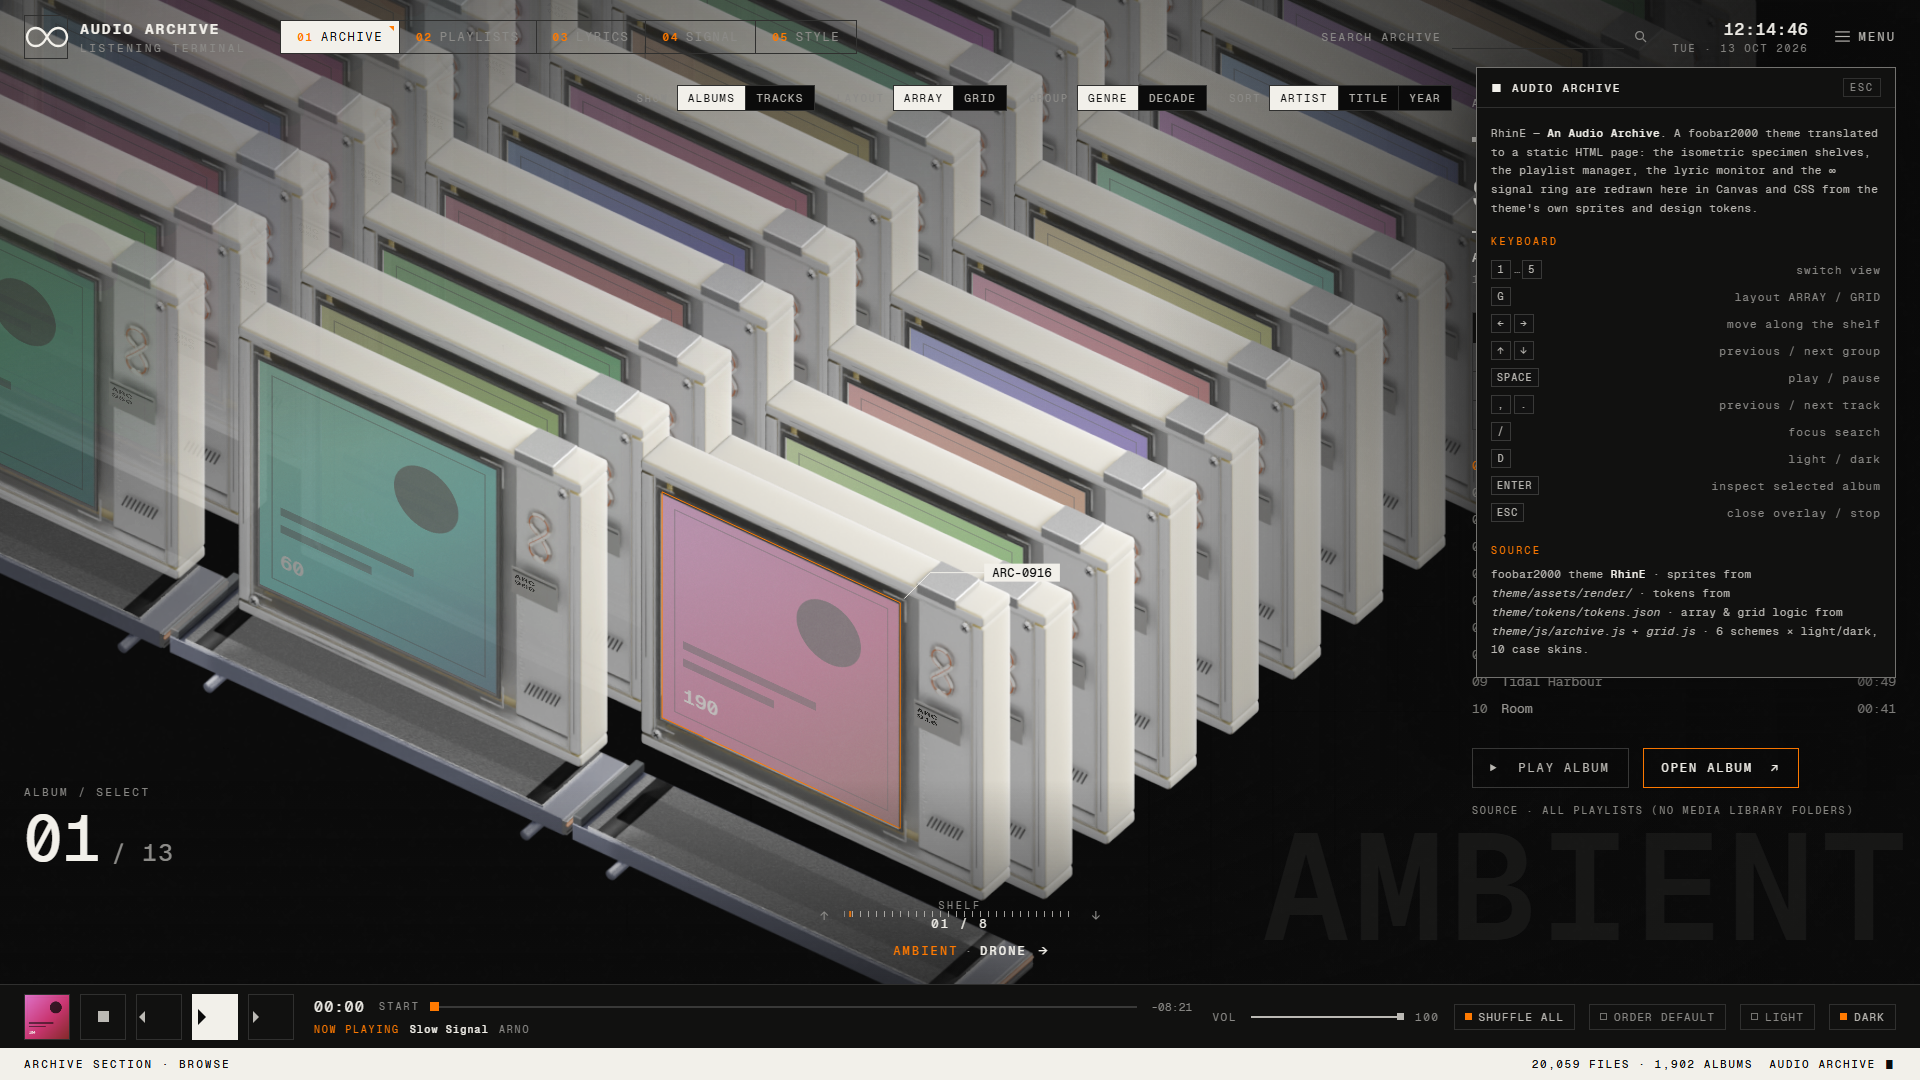 AUDIO ARCHIVE
LISTENING TERMINAL
01 ARCHIVE
02 PLAYLISTS
03 LYRICS
04 SIGNAL
05 STYLE
SEARCH ARCHIVE
12:14:46
TUE · 13 OCT 2026
MENU
ALBUMS TRACKS
ARRAY GRID
GROUP
GENRE DECADE
SORT
ARTIST TITLE YEAR
AUDIO ARCHIVE
ESC
RhinE — An Audio Archive. A foobar2000 theme translated
to a static HTML page: the isometric specimen shelves,
the playlist manager, the lyric monitor and the ∞
signal ring are redrawn here in Canvas and CSS from the
theme's own sprites and design tokens.
KEYBOARD
1 … 5 switch view
G layout ARRAY / GRID
← → move along the shelf
↑ ↓ previous / next group
SPACE play / pause
, . previous / next track
/ focus search
D light / dark
ENTER inspect selected album
ESC close overlay / stop
SOURCE
foobar2000 theme RhinE · sprites from
theme/assets/render/ · tokens from
theme/tokens/tokens.json · array & grid logic from
theme/js/archive.js + grid.js · 6 schemes × light/dark,
10 case skins.
09 Tidal Harbour 00:49
10 Room 00:41
PLAY ALBUM
OPEN ALBUM ↗
SOURCE · ALL PLAYLISTS (NO MEDIA LIBRARY FOLDERS)
AMBIENT
60
190
ARC-0916
ARC
916
ALBUM / SELECT
01 / 13
SHELF
01 / 8
AMBIENT · DRONE →
00:00 START
-08:21
NOW PLAYING Slow Signal ARNO
VOL 100
SHUFFLE ALL
ORDER DEFAULT
LIGHT
DARK
ARCHIVE SECTION · BROWSE
20,059 FILES · 1,902 ALBUMS AUDIO ARCHIVE